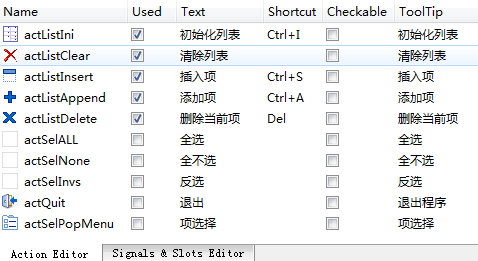 Name Used Text Shortcut Checkable ToolTip
actListIni 初始化列表 Ctrl+I 初始化列表
actListClear 清除列表 清除列表
actListInsert 插入项 Ctrl+S 插入项
actListAppend 添加项 Ctrl+A 添加项
actListDelete 删除当前项 Del 删除当前项
actSelALL 全选 全选
actSelNone 全不选 全不选
actSelInvs 反选 反选
actQuit 退出 退出程序
actSelPopMenu 项选择 项选择
Action Editor Signals & Slots Editor